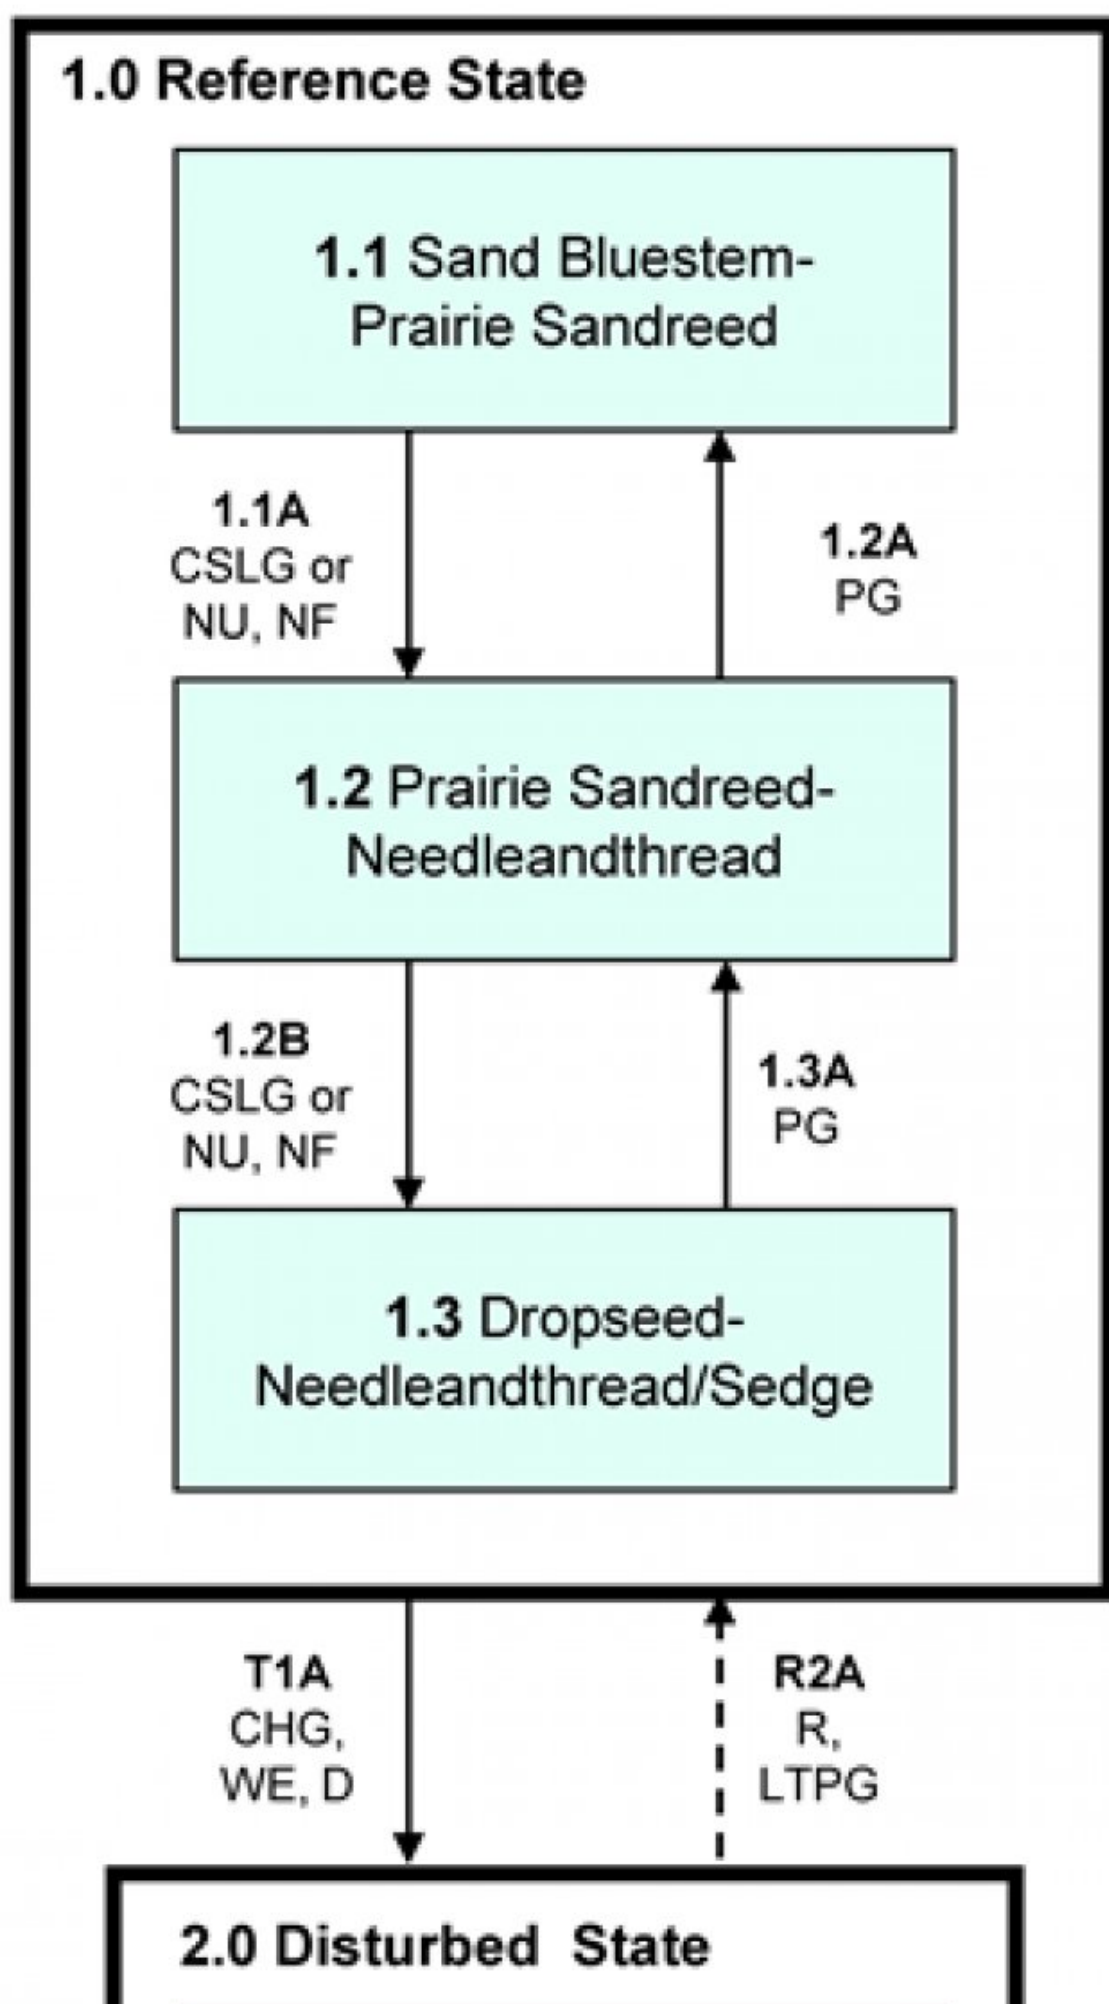 1.0 Reference State
1.1 Sand Bluestem-
Prairie Sandreed
1.1A
CSLG or
NU, NF
1.2A
PG
1.2 Prairie Sandreed-
Needleandthread
1.2B
CSLG or
NU, NF
1.3A
PG
1.3 Dropseed-
Needleandthread/Sedge
T1A
CHG,
WE, D
R2A
R,
LTPG
2.0 Disturbed State